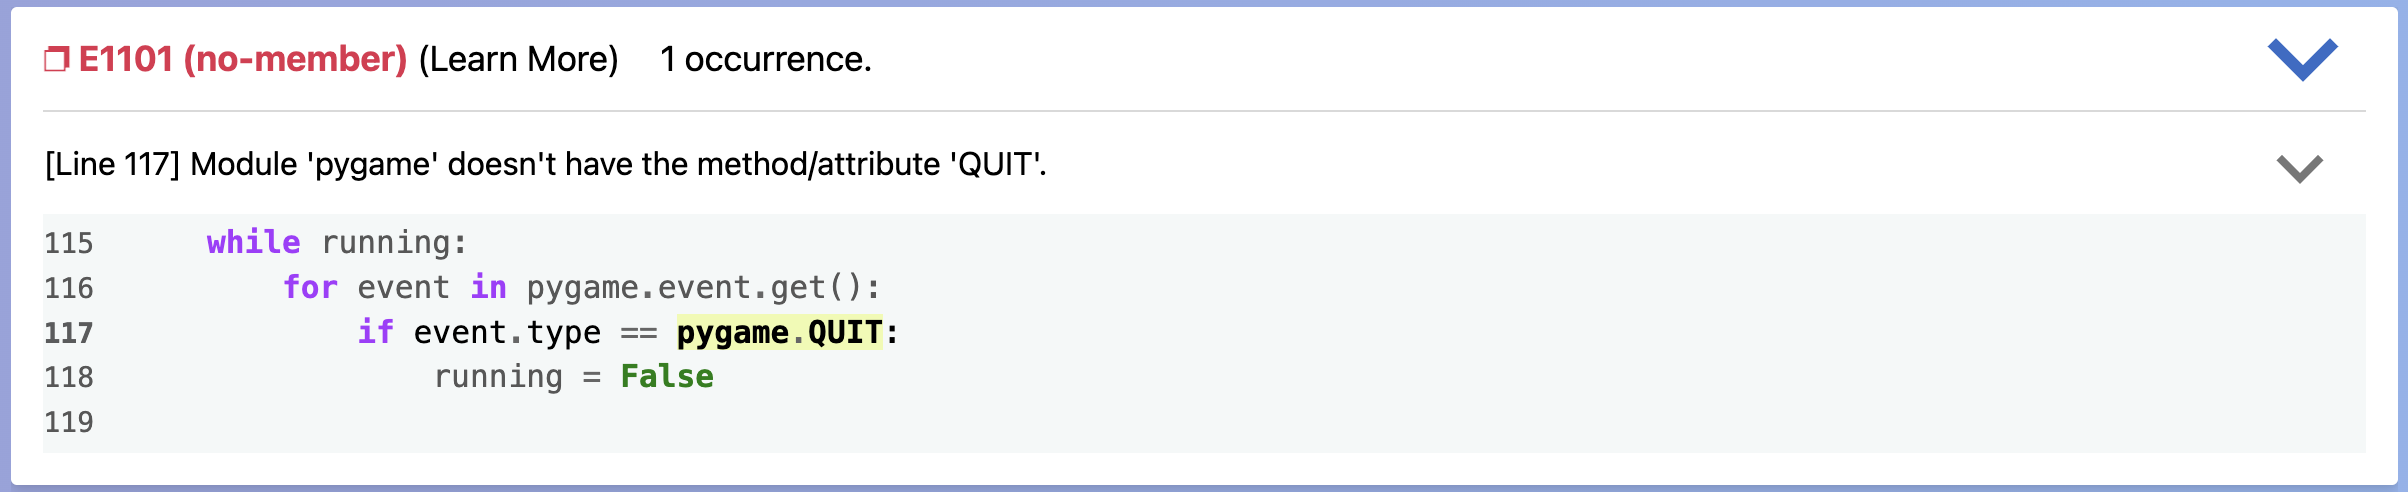 E1101 (no-member) (Learn More) 1 occurrence.
[Line 117] Module 'pygame' doesn't have the method/attribute 'QUIT'.
115 while running:
116 for event in pygame.event.get():
117 if event.type == pygame.QUIT:
118 running = False
119